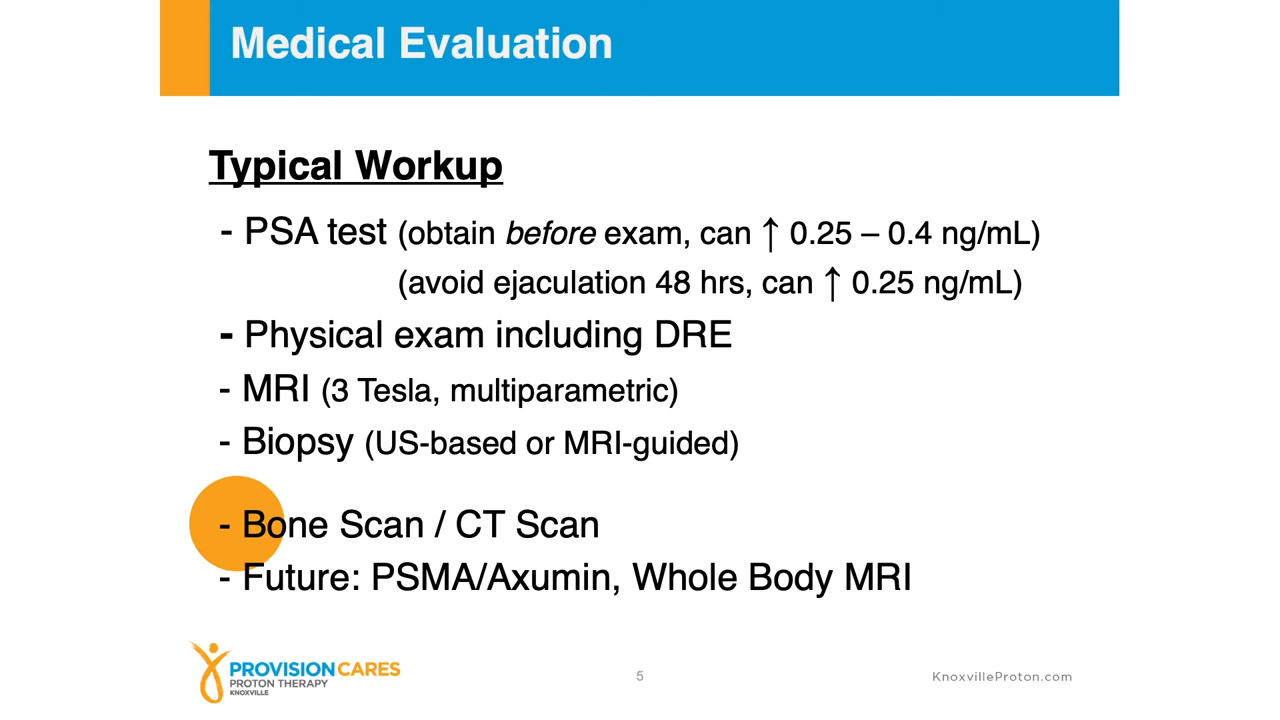 Medical Evaluation
Typical Workup
- PSA test (obtain before exam, can ↑ 0.25 – 0.4 ng/mL)
(avoid ejaculation 48 hrs, can ↑ 0.25 ng/mL)
- Physical exam including DRE
- MRI (3 Tesla, multiparametric)
- Biopsy (US-based or MRI-guided)
- Bone Scan / CT Scan
- Future: PSMA/Axumin, Whole Body MRI
PROVISION CARES
PROTON THERAPY
KNOXVILLE
5
KnoxvilleProton.com